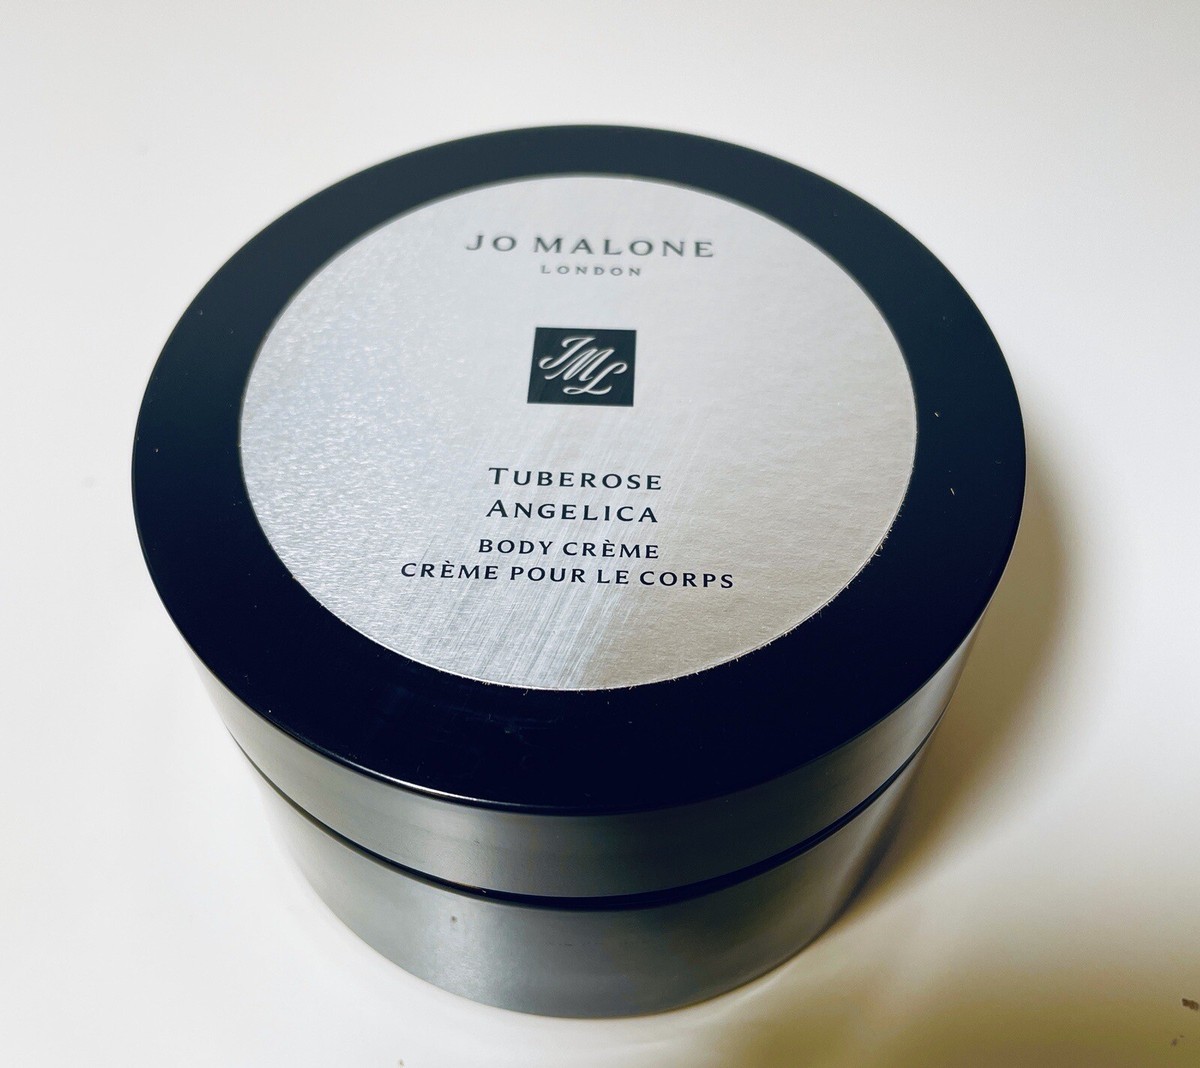 JO MALONE
LONDON
JML
TUBEROSE
ANGELICA
BODY CRÈME
CRÈME POUR LE CORPS